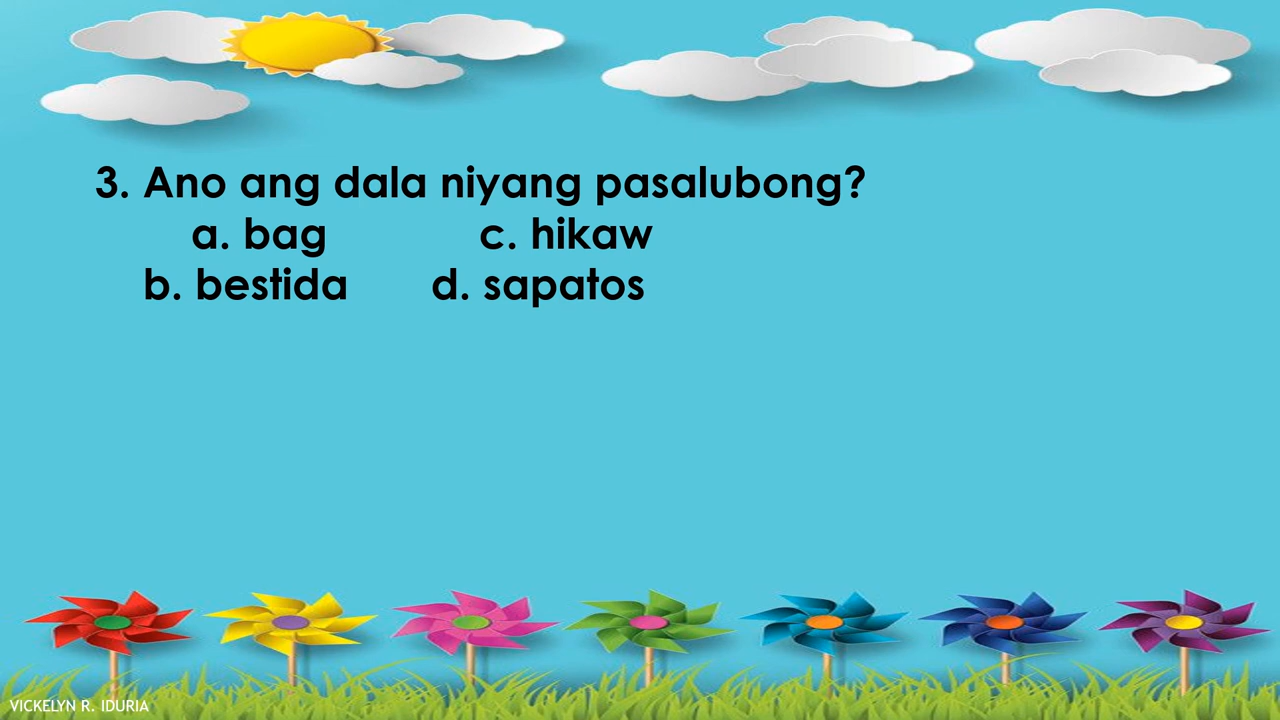 3. Ano ang dala niyang pasalubong?
a. bag c. hikaw
b. bestida d. sapatos
VICKELYN R. IDURIA